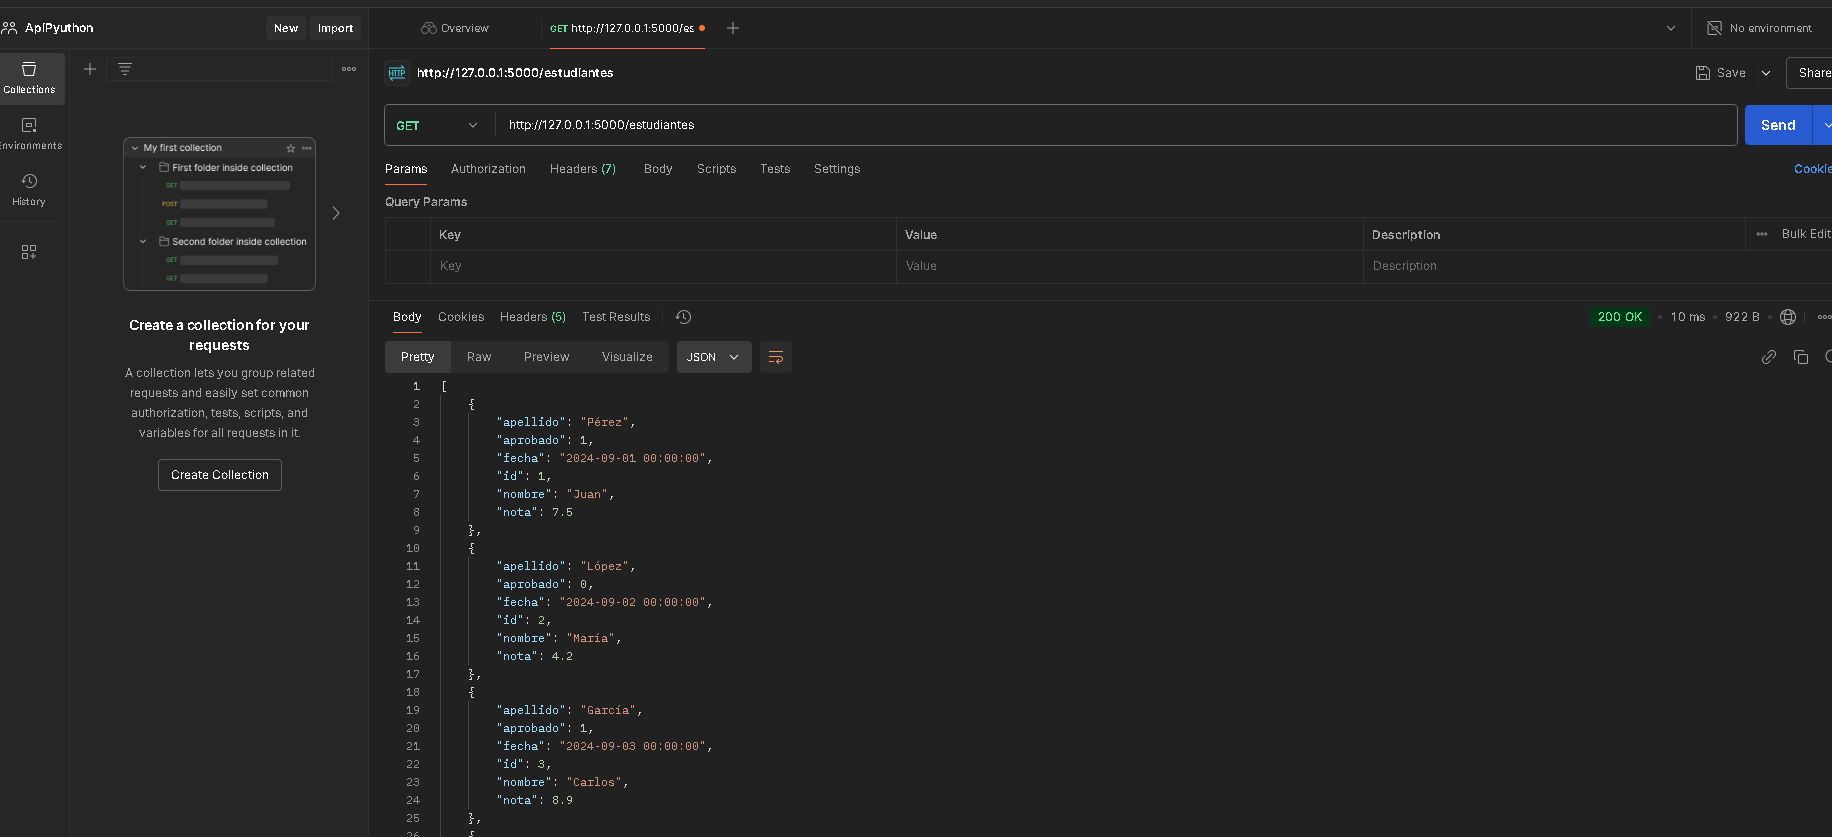 ApiPyuthon
New
Import
Overview
GET http://127.0.0.1:5000/es
No environment
Collections
Environments
History
My first collection
First folder inside collection
GET
POST
GET
Second folder inside collection
GET
GET
Create a collection for your
requests
A collection lets you group related
requests and easily set common
authorization, tests, scripts, and
variables for all requests in it.
Create Collection
HTTP
http://127.0.0.1:5000/estudiantes
Save
Share
GET
http://127.0.0.1:5000/estudiantes
Send
Params Authorization Headers (7) Body Scripts Tests Settings
Cookie
Query Params
Key Value Description Bulk Edit
Key Value Description
Body Cookies Headers (5) Test Results
200 OK • 10 ms • 922 B
Pretty Raw Preview Visualize JSON
1 [
2 {
3 "apellido": "Pérez",
4 "aprobado": 1,
5 "fecha": "2024-09-01 00:00:00",
6 "id": 1,
7 "nombre": "Juan",
8 "nota": 7.5
9 },
10 {
11 "apellido": "López",
12 "aprobado": 0,
13 "fecha": "2024-09-02 00:00:00",
14 "id": 2,
15 "nombre": "María",
16 "nota": 4.2
17 },
18 {
19 "apellido": "García",
20 "aprobado": 1,
21 "fecha": "2024-09-03 00:00:00",
22 "id": 3,
23 "nombre": "Carlos",
24 "nota": 8.9
25 },
26 {